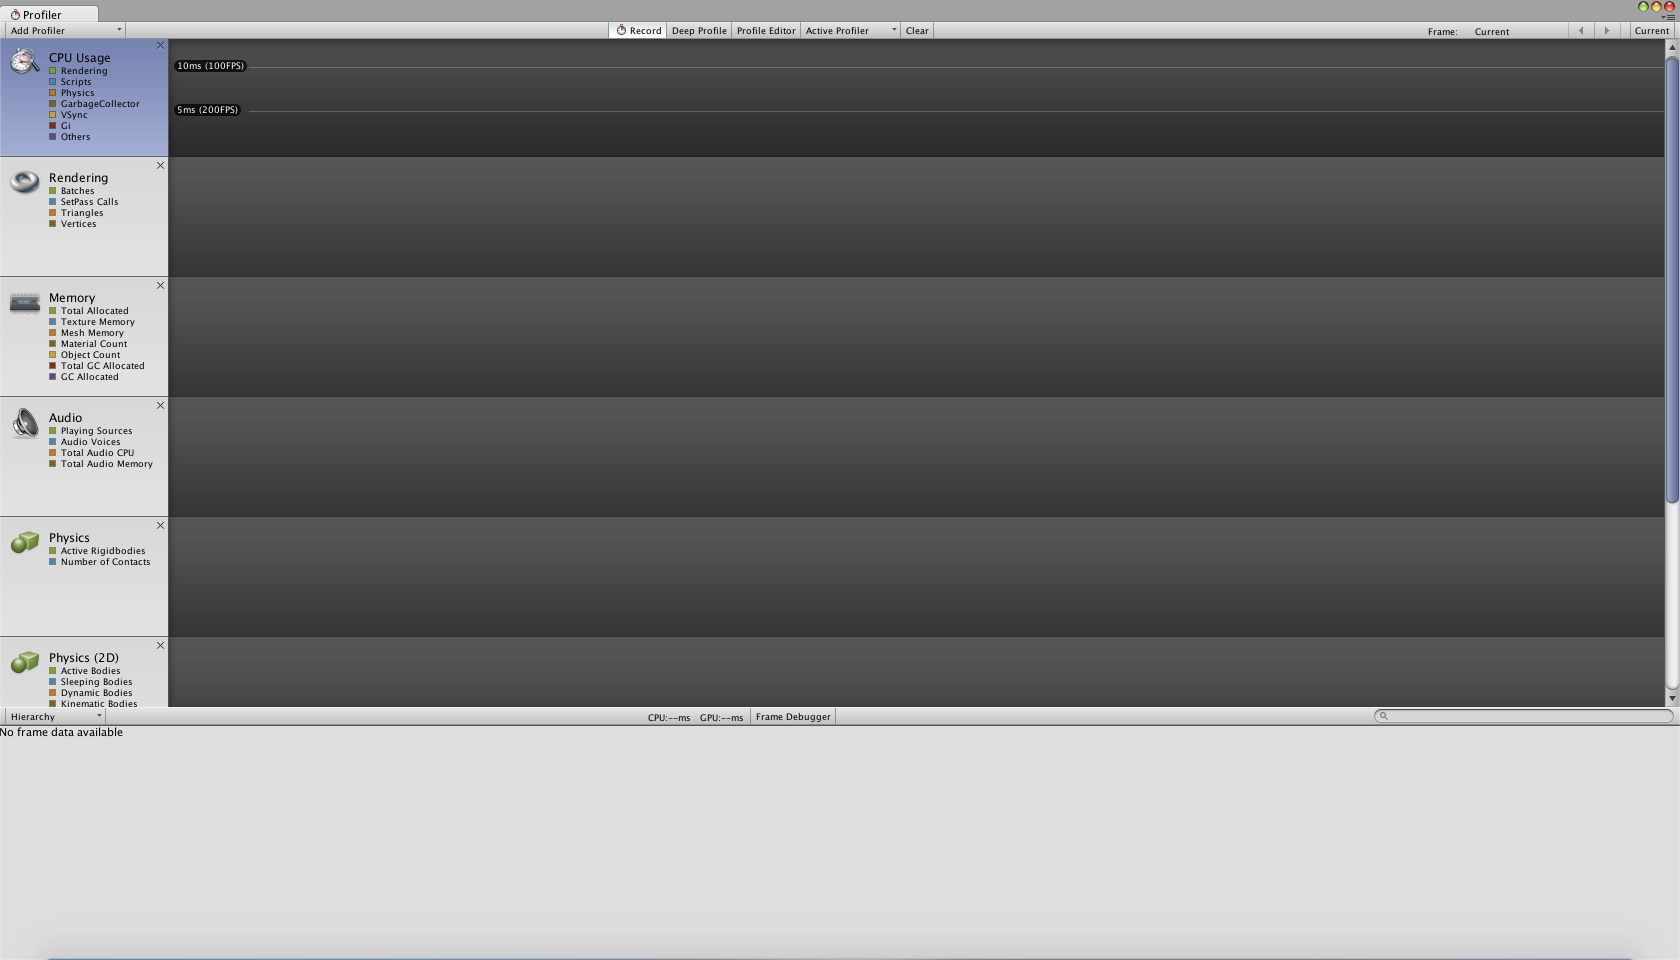 Profiler
Add Profiler
Record
Deep Profile
Profile Editor
Active Profiler
Clear
Frame:
Current
Current
CPU Usage
Rendering
Scripts
Physics
GarbageCollector
VSync
Gi
Others
10ms (100FPS)
5ms (200FPS)
Rendering
Batches
SetPass Calls
Triangles
Vertices
Memory
Total Allocated
Texture Memory
Mesh Memory
Material Count
Object Count
Total GC Allocated
GC Allocated
Audio
Playing Sources
Audio Voices
Total Audio CPU
Total Audio Memory
Physics
Active Rigidbodies
Number of Contacts
Physics (2D)
Active Bodies
Sleeping Bodies
Dynamic Bodies
Kinematic Bodies
Hierarchy
CPU:--ms GPU:--ms
Frame Debugger
No frame data available